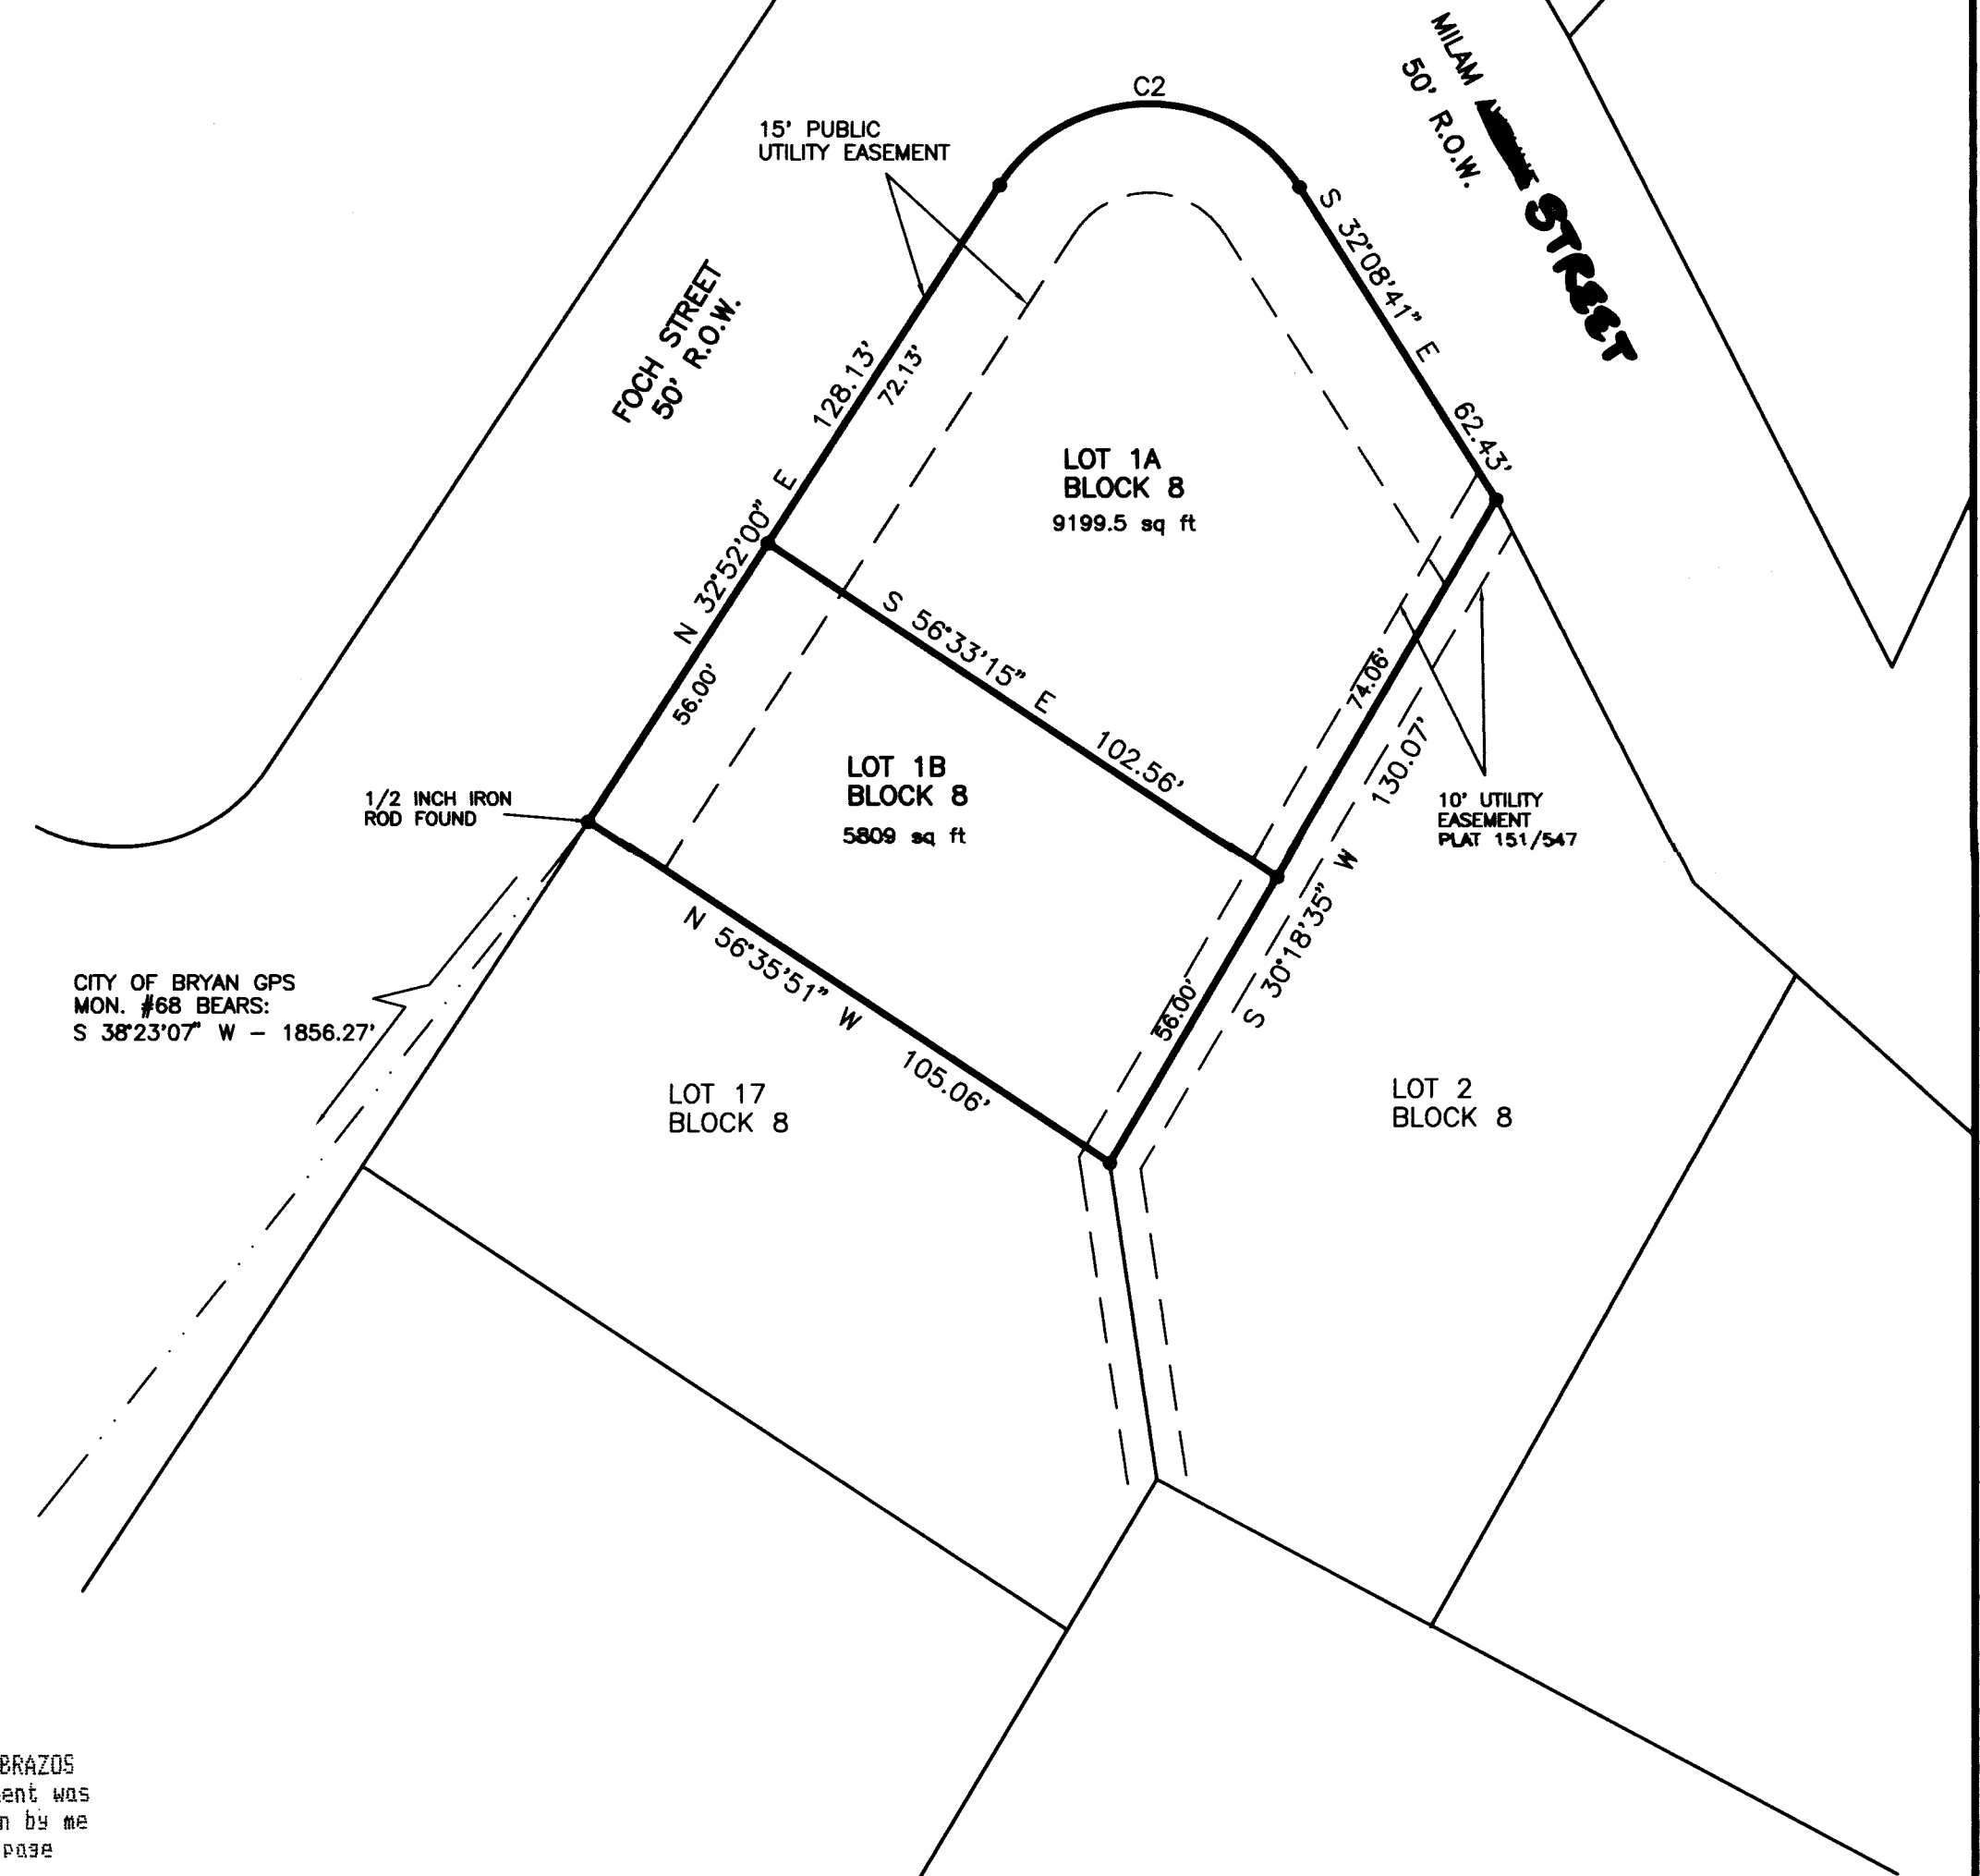 C2
MILAM STREET
50' R.O.W.
15' PUBLIC
UTILITY EASEMENT
S 32°08'41" E 62.43'
FOCH STREET
50' R.O.W.
N 32°52'00" E 128.13'
72.13'
LOT 1A
BLOCK 8
9199.5 sq ft
S 56°33'15" E 102.56'
56.00'
74.06'
LOT 1B
BLOCK 8
5809 sq ft
S 30°18'35" W 130.07'
1/2 INCH IRON
ROD FOUND
10' UTILITY
EASEMENT
PLAT 151/547
N 56°35'51" W 105.06'
56.00'
CITY OF BRYAN GPS
MON. #68 BEARS:
S 38°23'07" W – 1856.27'
LOT 17
BLOCK 8
LOT 2
BLOCK 8
BRAZOS
ent was
n by me
page